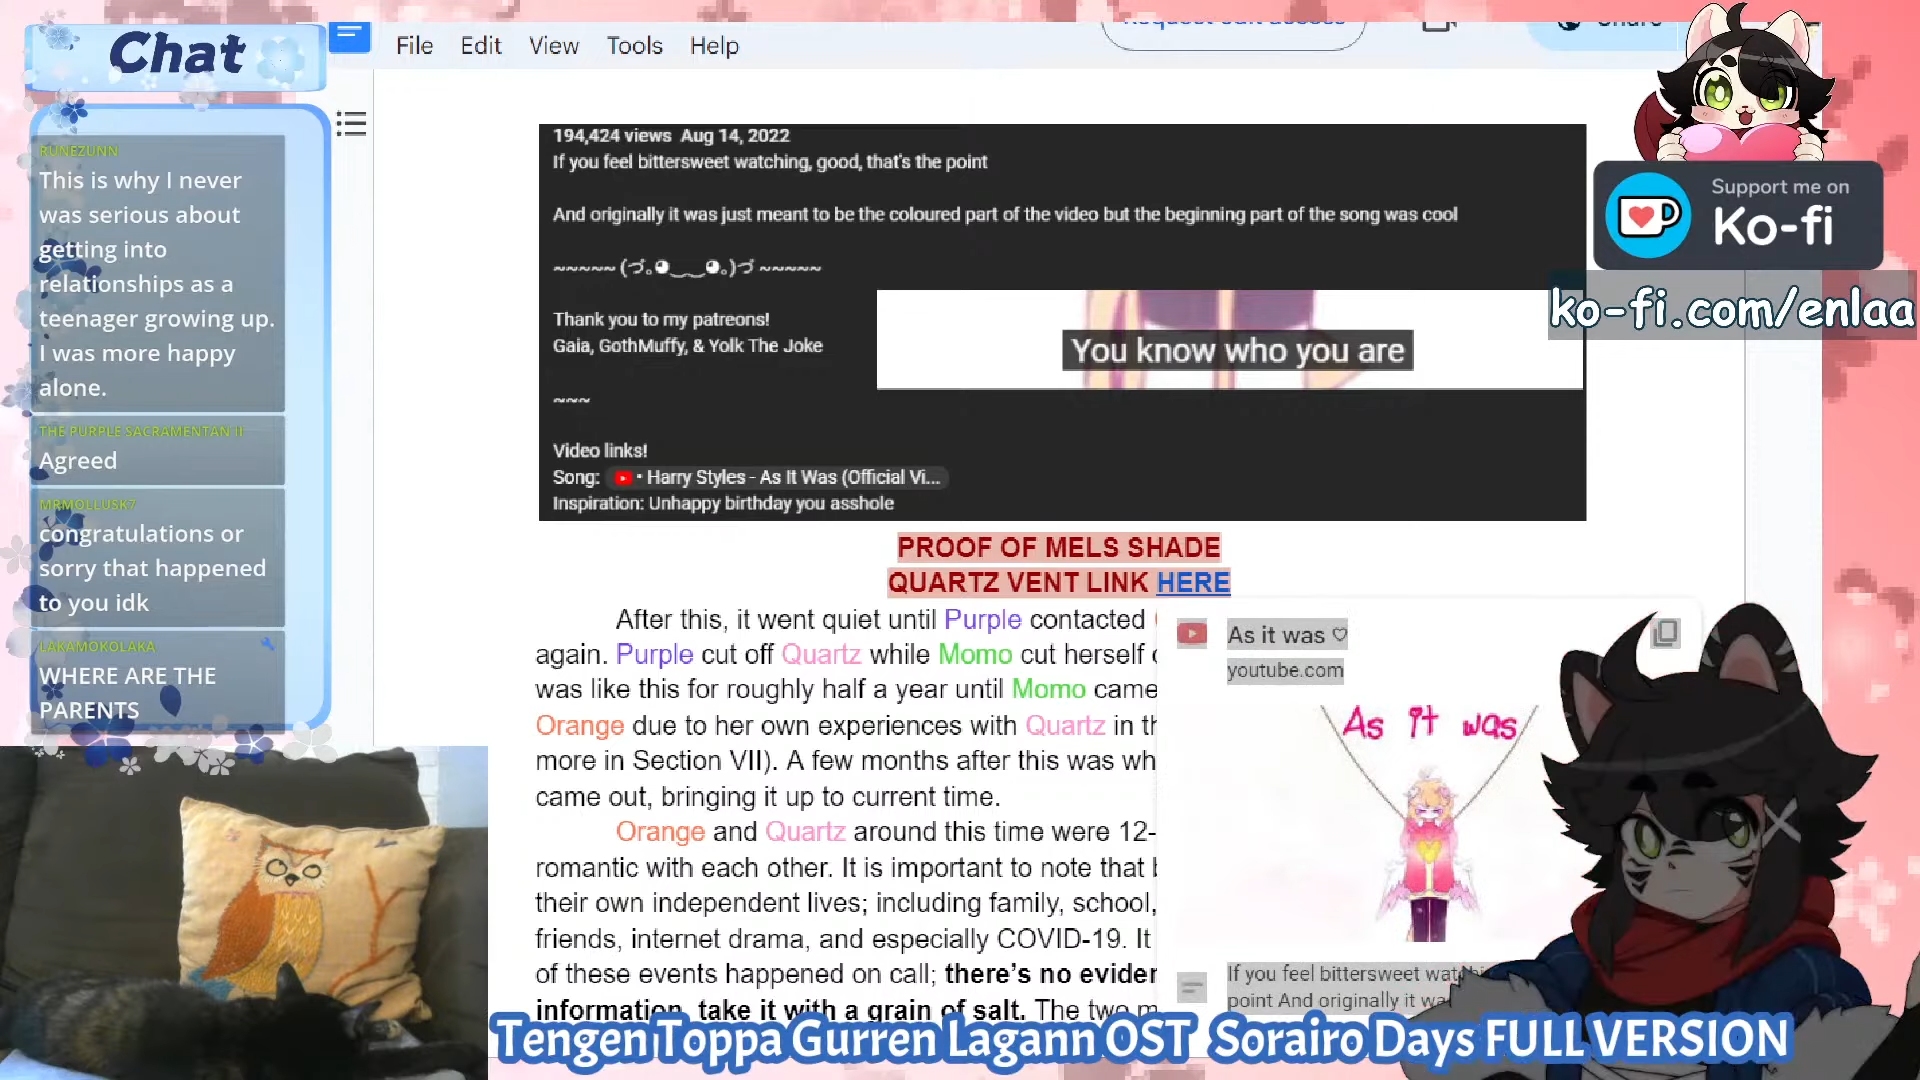 Chat
RUNEZUNN
This is why I never
was serious about
getting into
relationships as a
teenager growing up.
I was more happy
alone.
THE PURPLE SACRAMENTAN II
Agreed
MRMOLLUSK7
congratulations or
sorry that happened
to you idk
LAKAMOKOLAKA
WHERE ARE THE
PARENTS
File Edit View Tools Help
Request edit access
Share
194,424 views Aug 14, 2022
If you feel bittersweet watching, good, that's the point
And originally it was just meant to be the coloured part of the video but the beginning part of the song was cool
~~~~~ (づ｡◕‿‿◕｡)づ ~~~~~
Thank you to my patreons!
Gaia, GothMuffy, & Yolk The Joke
~~~
Video links!
Song: • Harry Styles - As It Was (Official Vi...
Inspiration: Unhappy birthday you asshole
You know who you are
PROOF OF MELS SHADE
QUARTZ VENT LINK HERE
After this, it went quiet until Purple contacted
again. Purple cut off Quartz while Momo cut herself
was like this for roughly half a year until Momo came
Orange due to her own experiences with Quartz in
more in Section VII). A few months after this was
came out, bringing it up to current time.
Orange and Quartz around this time were 12-
romantic with each other. It is important to note that
their own independent lives; including family, school,
friends, internet drama, and especially COVID-19. It
of these events happened on call; there's no
information, take it with a grain of salt. The two
As it was ♡
youtube.com
As it was
If you feel bittersweet
point And originally it
Support me on
Ko-fi
ko-fi.com/enlaa
Tengen Toppa Gurren Lagann OST Sorairo Days FULL VERSION